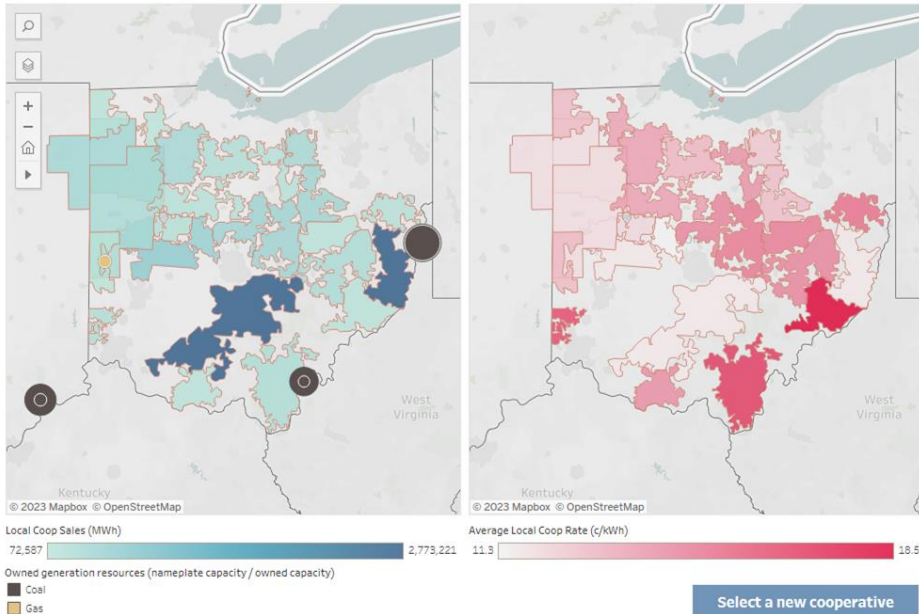 West
Virginia
Kentucky
© 2023 Mapbox © OpenStreetMap
West
Virginia
Kentucky
© 2023 Mapbox © OpenStreetMap
Local Coop Sales (MWh)
72,587 2,773,221
Average Local Coop Rate (c/kWh)
11.3 18.5
Owned generation resources (nameplate capacity / owned capacity)
Coal
Gas
Select a new cooperative